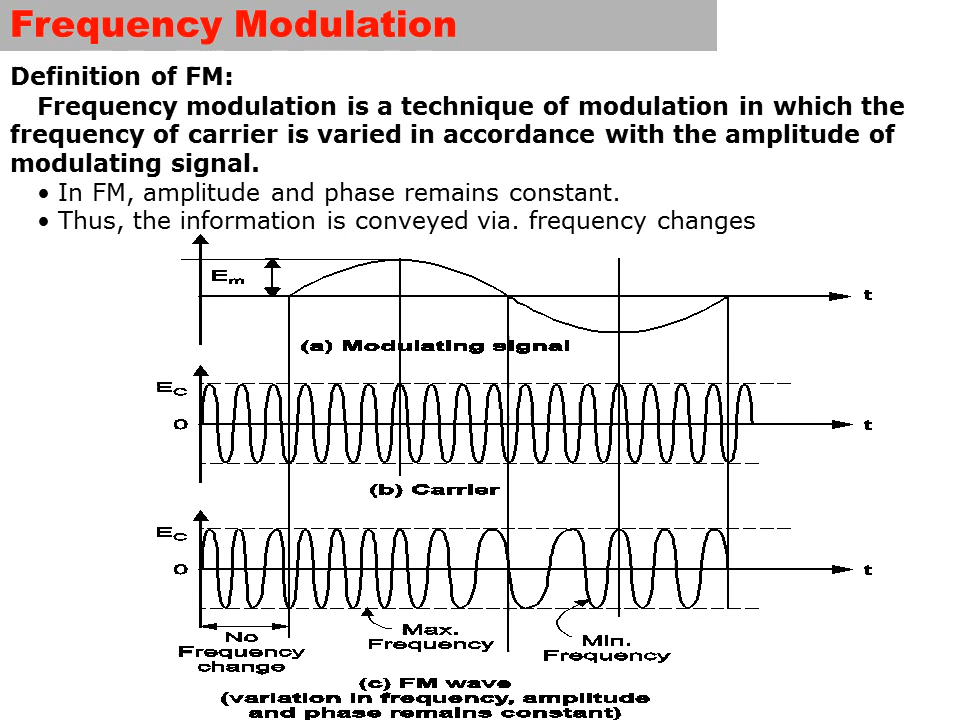 Frequency Modulation
Definition of FM:
Frequency modulation is a technique of modulation in which the
frequency of carrier is varied in accordance with the amplitude of
modulating signal.
• In FM, amplitude and phase remains constant.
• Thus, the information is conveyed via. frequency changes
Em
t
(a) Modulating signal
Ec
0
t
(b) Carrier
Ec
0
t
No
Frequency
change
Max.
Frequency
Min.
Frequency
(c) FM wave
(variation in frequency, amplitude
and phase remains constant)